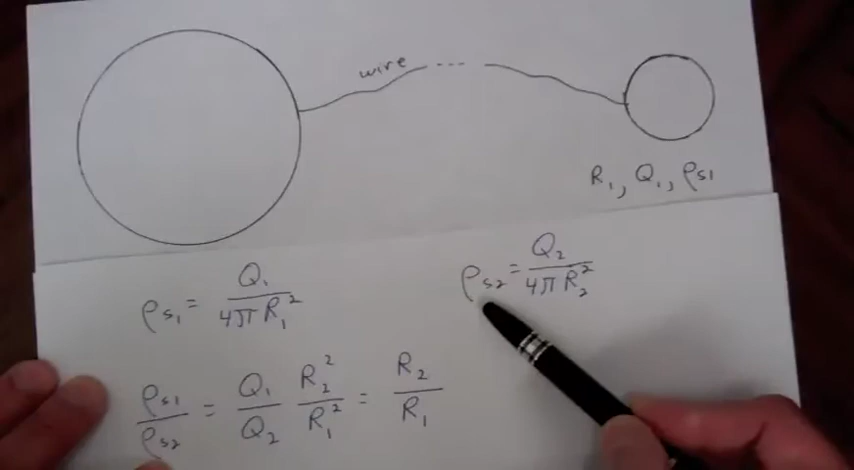 wire
R₁, Q₁, ρs₁
ρs₁ = Q₁ / 4πR₁²
ρs₂ = Q₂ / 4πR₂²
ρs₁ / ρs₂ = Q₁ / Q₂ R₂² / R₁² = R₂ / R₁